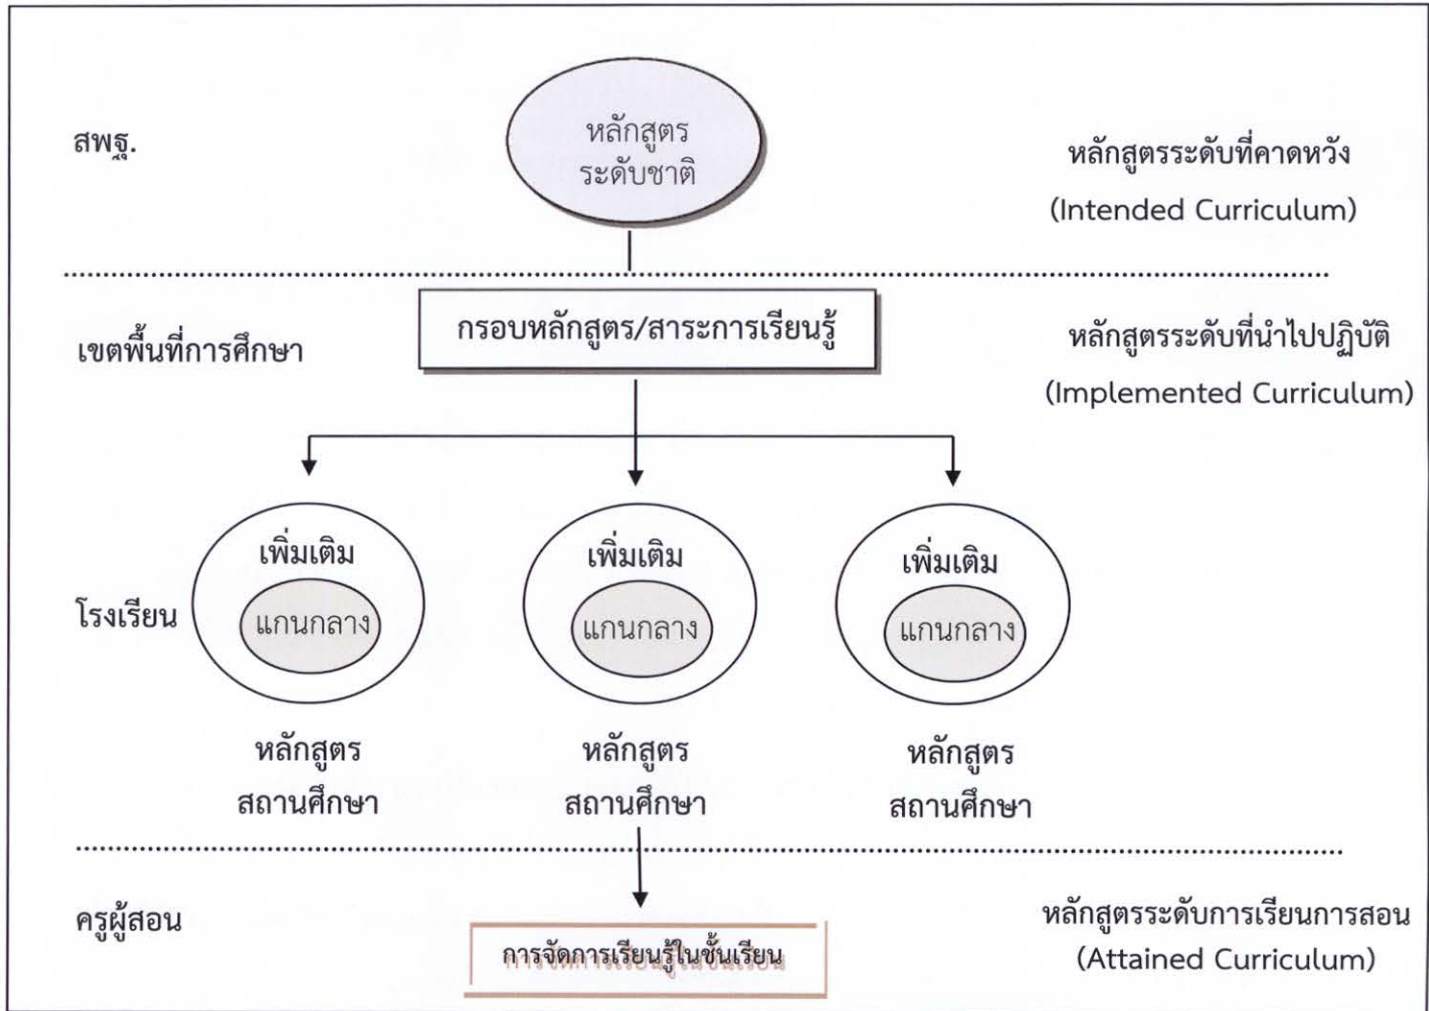 สพฐ.
หลักสูตร
ระดับชาติ
หลักสูตรระดับที่คาดหวัง
(Intended Curriculum)
เขตพื้นที่การศึกษา
กรอบหลักสูตร/สาระการเรียนรู้
หลักสูตรระดับที่นำไปปฏิบัติ
(Implemented Curriculum)
โรงเรียน
เพิ่มเติม
แกนกลาง
หลักสูตร
สถานศึกษา
เพิ่มเติม
แกนกลาง
หลักสูตร
สถานศึกษา
เพิ่มเติม
แกนกลาง
หลักสูตร
สถานศึกษา
ครูผู้สอน
การจัดการเรียนรู้ในชั้นเรียน
หลักสูตรระดับการเรียนการสอน
(Attained Curriculum)